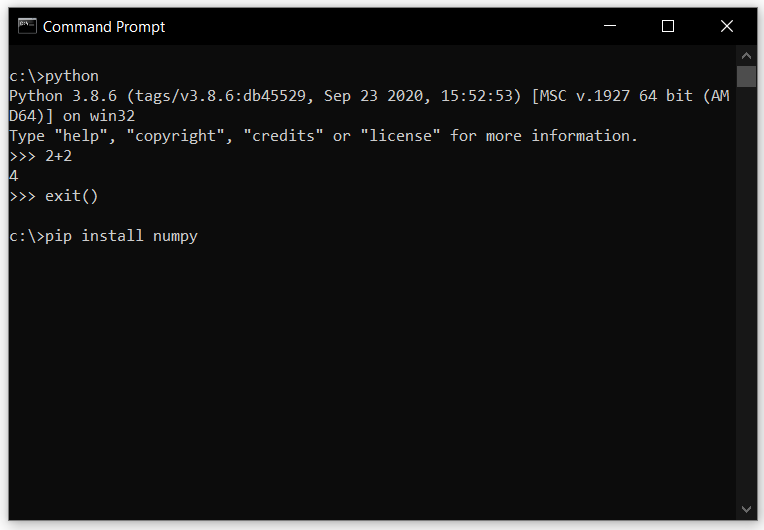 Command Prompt
c:\>python
Python 3.8.6 (tags/v3.8.6:db45529, Sep 23 2020, 15:52:53) [MSC v.1927 64 bit (AM
D64)] on win32
Type "help", "copyright", "credits" or "license" for more information.
>>> 2+2
4
>>> exit()
c:\>pip install numpy